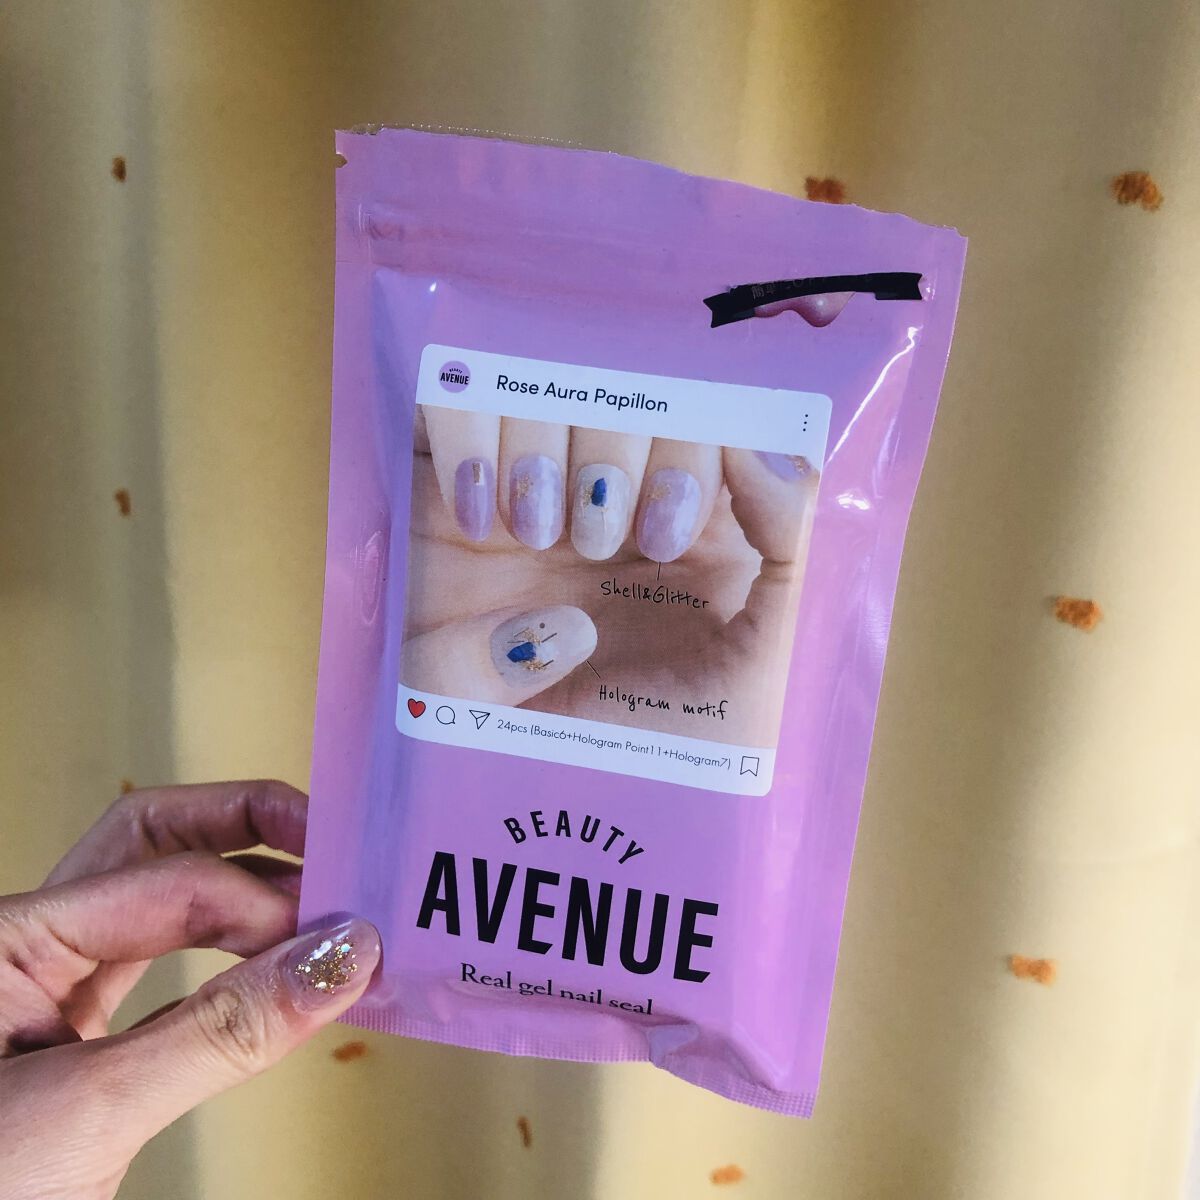 BEAUTY
AVENUE
Rose Aura Papillon
Shell&Glitter
Hologram motif
24pcs (Basic6+Hologram Point11+Hologram7)
BEAUTY
AVENUE
Real gel nail seal